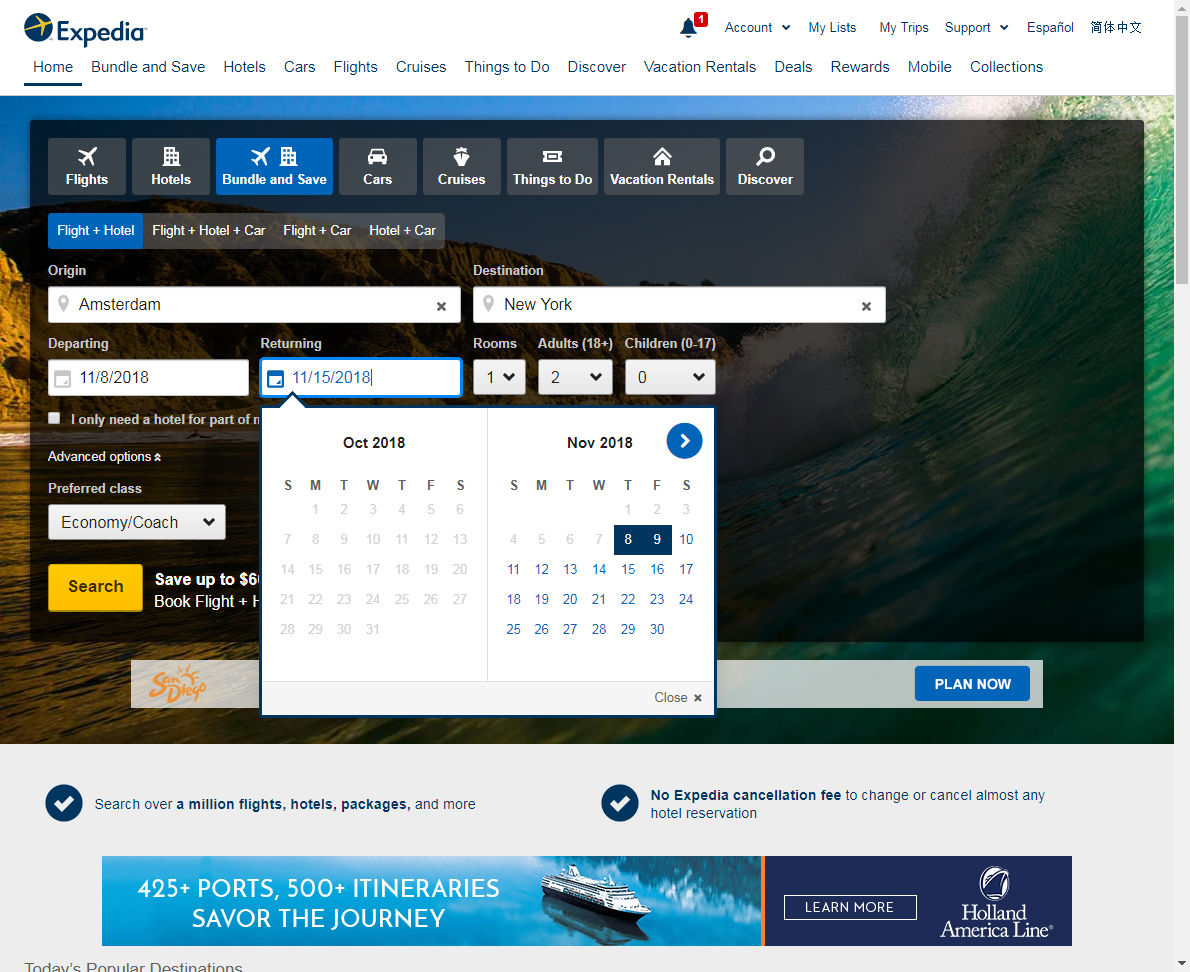 Expedia
1
Account
My Lists
My Trips
Support
Español
简体中文
Home
Bundle and Save
Hotels
Cars
Flights
Cruises
Things to Do
Discover
Vacation Rentals
Deals
Rewards
Mobile
Collections
Flights
Hotels
Bundle and Save
Cars
Cruises
Things to Do
Vacation Rentals
Discover
Flight + Hotel
Flight + Hotel + Car
Flight + Car
Hotel + Car
Origin
Destination
Amsterdam
New York
Departing
Returning
Rooms
Adults (18+)
Children (0-17)
11/8/2018
11/15/2018
1
2
0
I only need a hotel for part of
Advanced options
Preferred class
Economy/Coach
Search
Save up to
Book Flight +
Oct 2018
S M T W T F S
1 2 3 4 5 6
7 8 9 10 11 12 13
14 15 16 17 18 19 20
21 22 23 24 25 26 27
28 29 30 31
Nov 2018
S M T W T F S
1 2 3
4 5 6 7 8 9 10
11 12 13 14 15 16 17
18 19 20 21 22 23 24
25 26 27 28 29 30
Close
San Diego
PLAN NOW
Search over a million flights, hotels, packages, and more
No Expedia cancellation fee to change or cancel almost any
hotel reservation
425+ PORTS, 500+ ITINERARIES
SAVOR THE JOURNEY
LEARN MORE
Holland
America Line®
Today's Popular Destinations